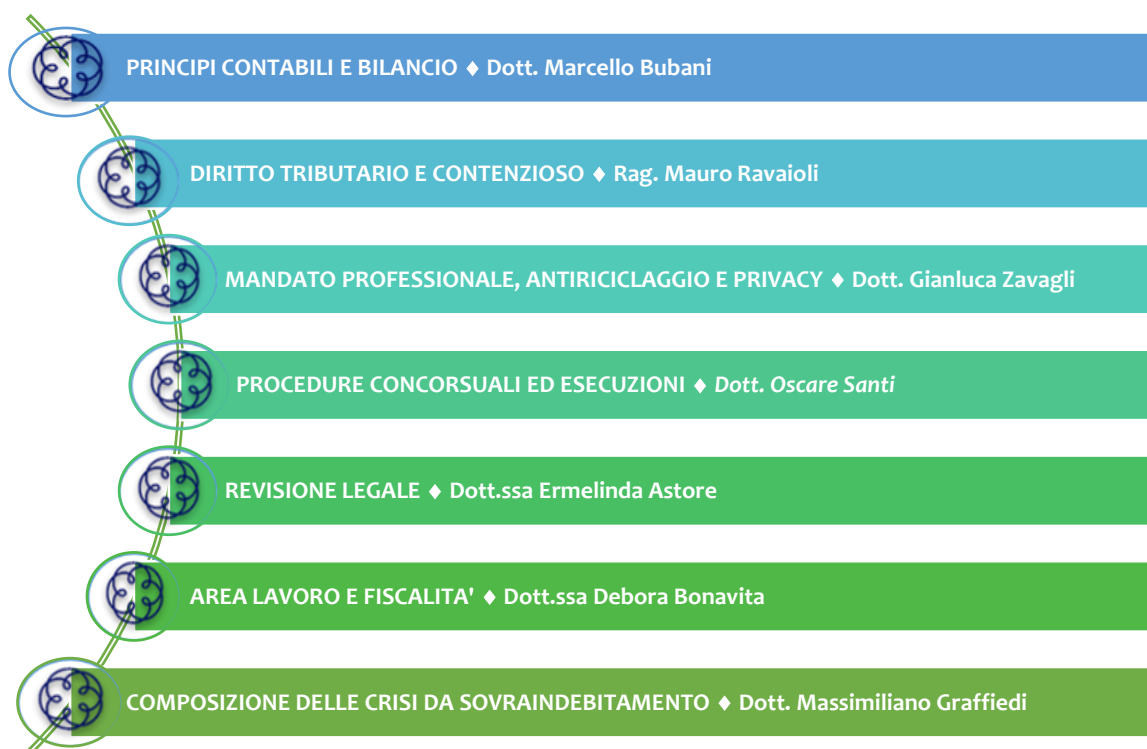 PRINCIPI CONTABILI E BILANCIO ♦ Dott. Marcello Bubani
DIRITTO TRIBUTARIO E CONTENZIOSO ♦ Rag. Mauro Ravaioli
MANDATO PROFESSIONALE, ANTIRICICLAGGIO E PRIVACY ♦ Dott. Gianluca Zavagli
PROCEDURE CONCORSUALI ED ESECUZIONI ♦ Dott. Oscare Santi
REVISIONE LEGALE ♦ Dott.ssa Ermelinda Astore
AREA LAVORO E FISCALITA' ♦ Dott.ssa Debora Bonavita
COMPOSIZIONE DELLE CRISI DA SOVRAINDEBITAMENTO ♦ Dott. Massimiliano Graffiedi